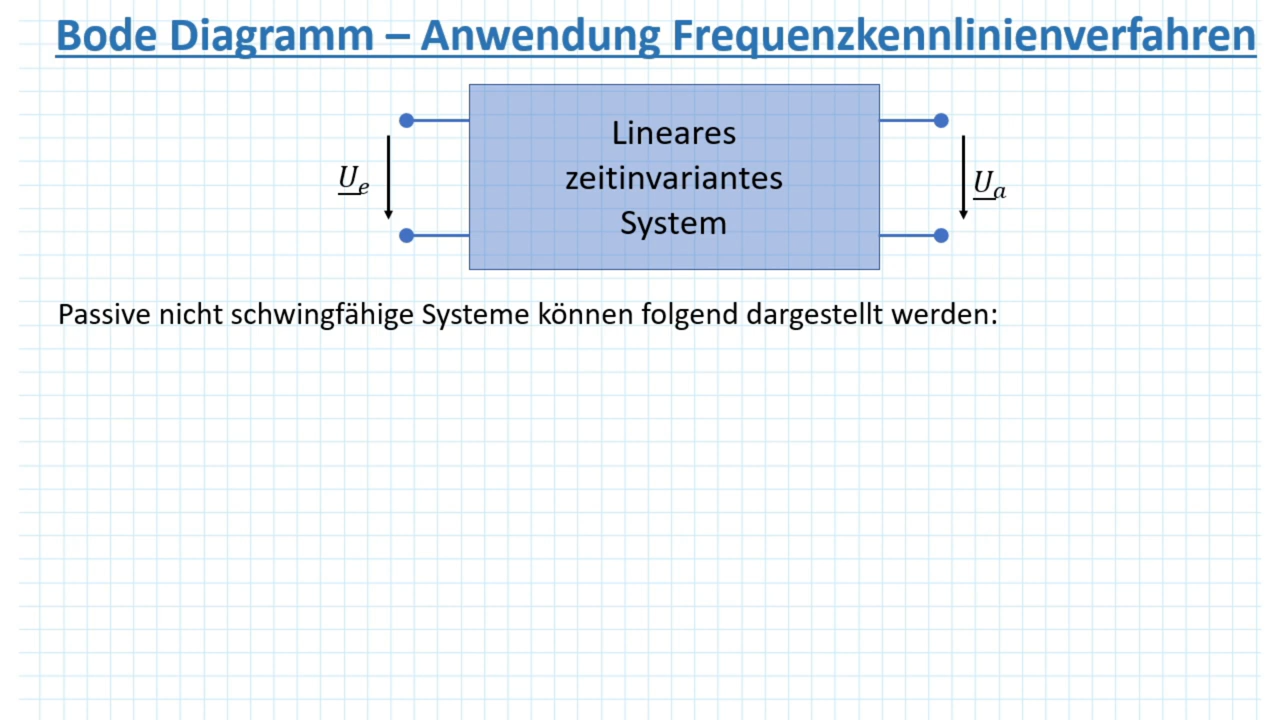 Bode Diagramm – Anwendung Frequenzkennlinienverfahren
Lineares
zeitinvariantes
System
U_e
U_a
Passive nicht schwingfähige Systeme können folgend dargestellt werden: